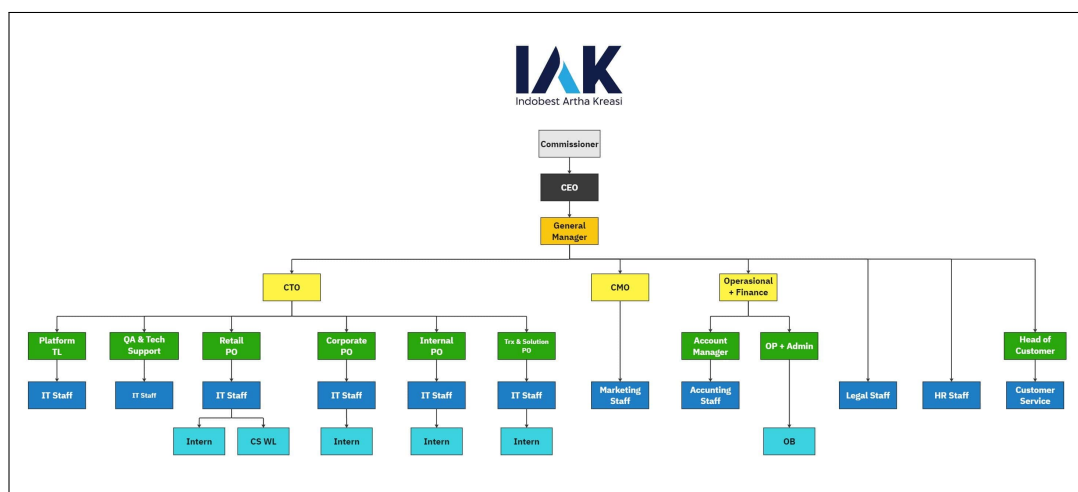 IAK
Indobest Artha Kreasi
Commissioner
CEO
General
Manager
CTO
CMO
Operasional
+ Finance
Platform
TL
QA & Tech
Support
Retail
PO
Corporate
PO
Internal
PO
Trx & Solution
PO
Account
Manager
OP + Admin
Head of
Customer
IT Staff
IT Staff
IT Staff
IT Staff
IT Staff
IT Staff
Marketing
Staff
Accunting
Staff
Legal Staff
HR Staff
Customer
Service
Intern
CS WL
Intern
Intern
Intern
OB